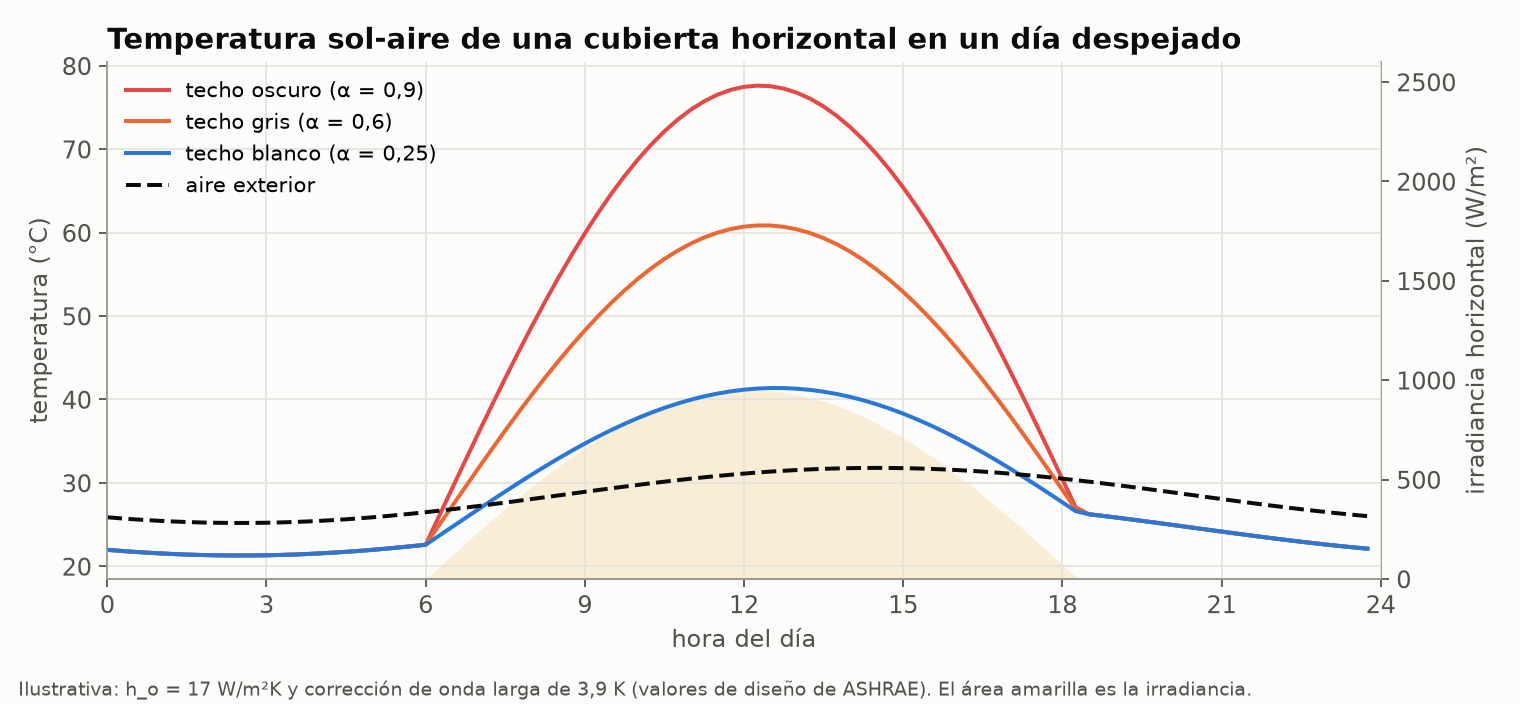 Temperatura sol-aire de una cubierta horizontal en un día despejado
techo oscuro (α = 0,9)
techo gris (α = 0,6)
techo blanco (α = 0,25)
aire exterior
temperatura (°C)
80
70
60
50
40
30
20
irradiancia horizontal (W/m²)
2500
2000
1500
1000
500
0
0 3 6 9 12 15 18 21 24
hora del día
Ilustrativa: h_o = 17 W/m²K y corrección de onda larga de 3,9 K (valores de diseño de ASHRAE). El área amarilla es la irradiancia.